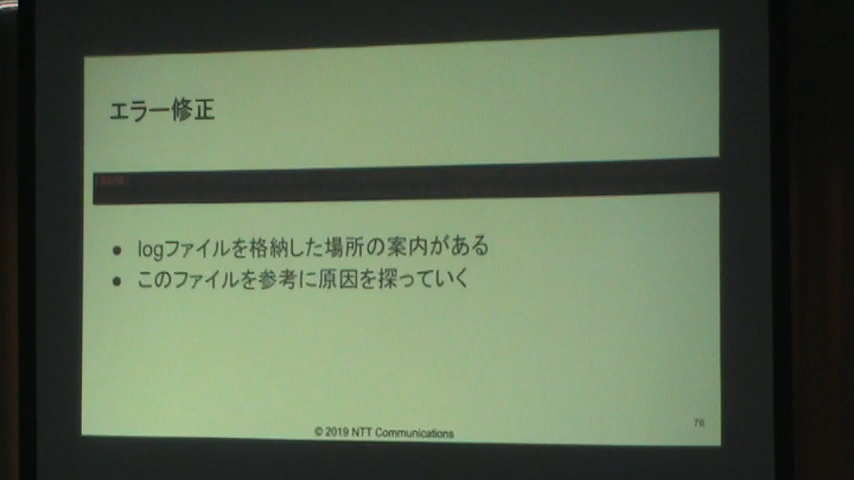 エラー修正
● logファイルを格納した場所の案内がある
● このファイルを参考に原因を探っていく
© 2019 NTT Communications
76